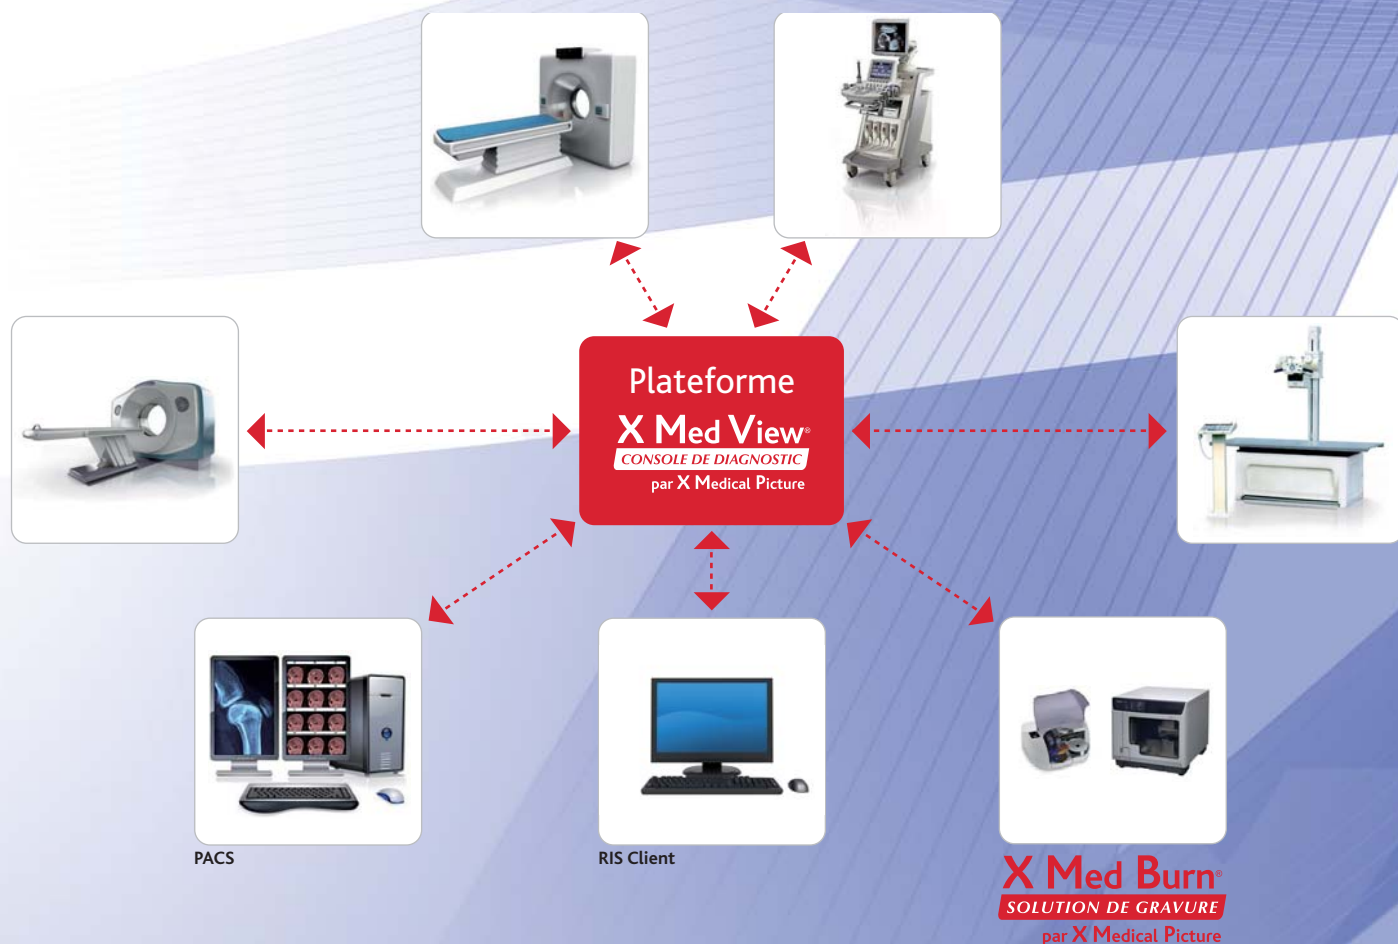 Plateforme
X Med View®
CONSOLE DE DIAGNOSTIC
par X Medical Picture
PACS
RIS Client
X Med Burn®
SOLUTION DE GRAVURE
par X Medical Picture